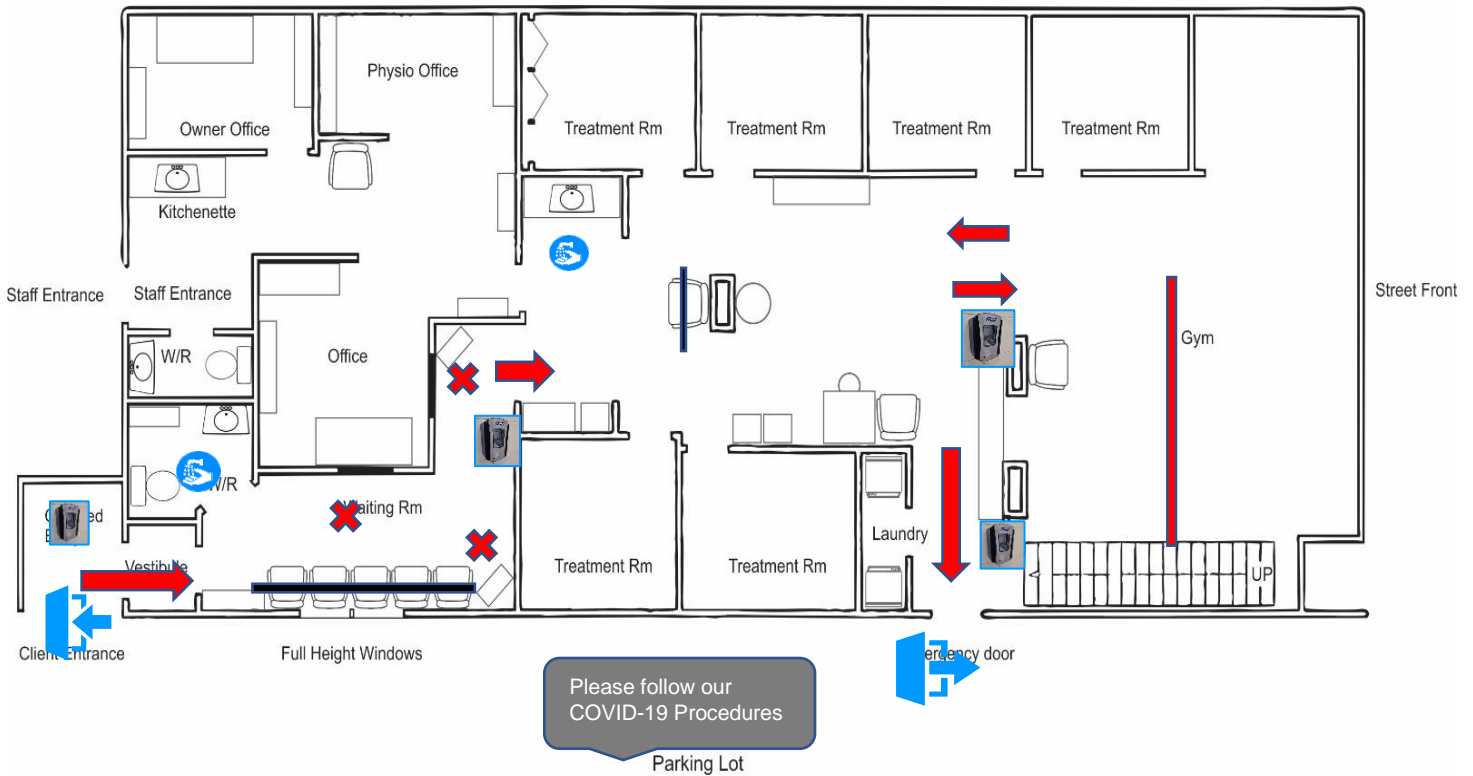 Physio Office
Owner Office
Treatment Rm
Treatment Rm
Treatment Rm
Treatment Rm
Kitchenette
Staff Entrance
Staff Entrance
Street Front
Gym
W/R
Office
W/R
Waiting Rm
Laundry
Vestibule
Treatment Rm
Treatment Rm
UP
Client Entrance
Full Height Windows
door
Please follow our
COVID-19 Procedures
Parking Lot